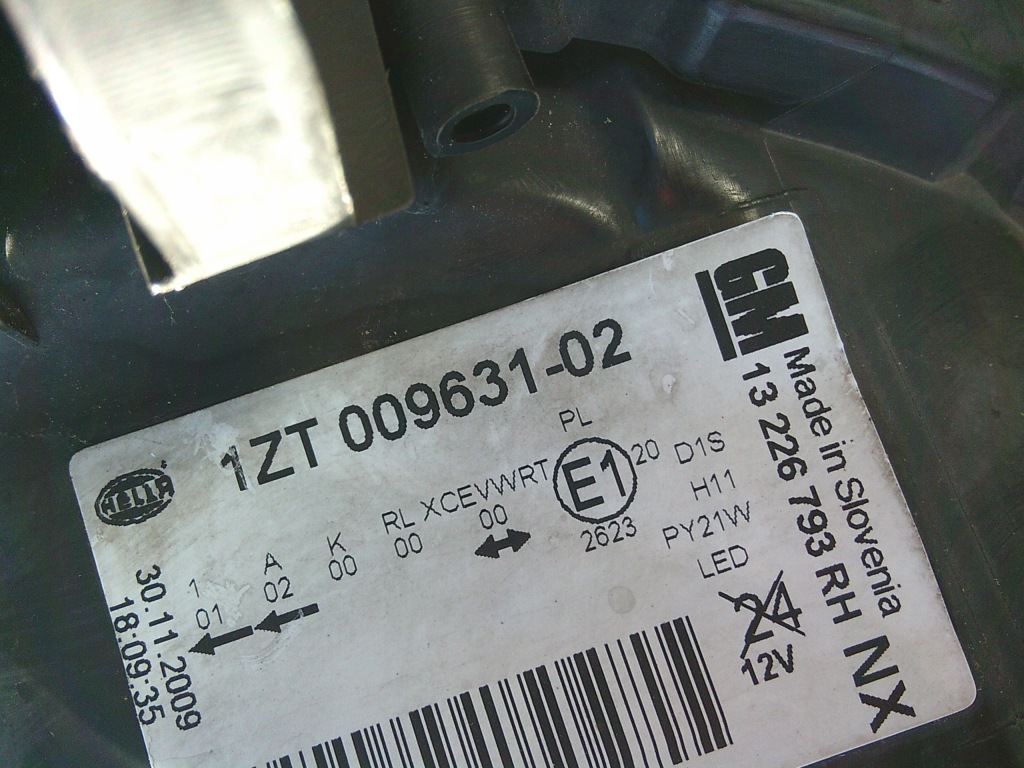 HELLA
1ZT 009631-02
GM
13 226 793 RH NX
Made in Slovenia
30.11.2009
18:09:35
1 A K RL XCEVWRT PL
01 02 00 00 00 E1 20
2623
D1S
H11
PY21W
LED
24
12V